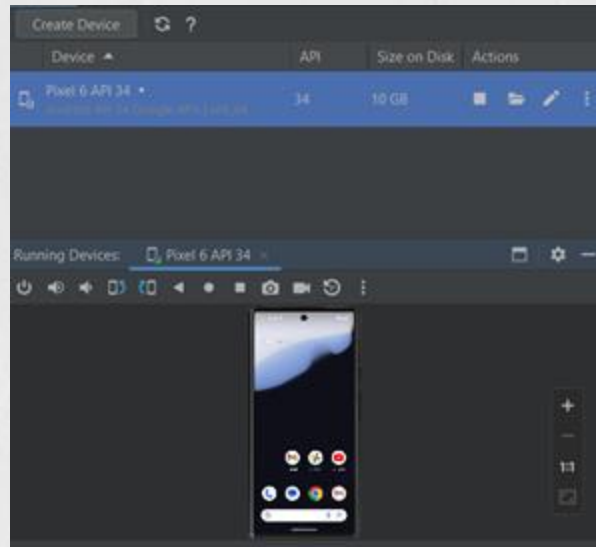 Create Device ?
Device API Size on Disk Actions
Pixel 6 API 34
34 10 GB
Running Devices: Pixel 6 API 34
1:1